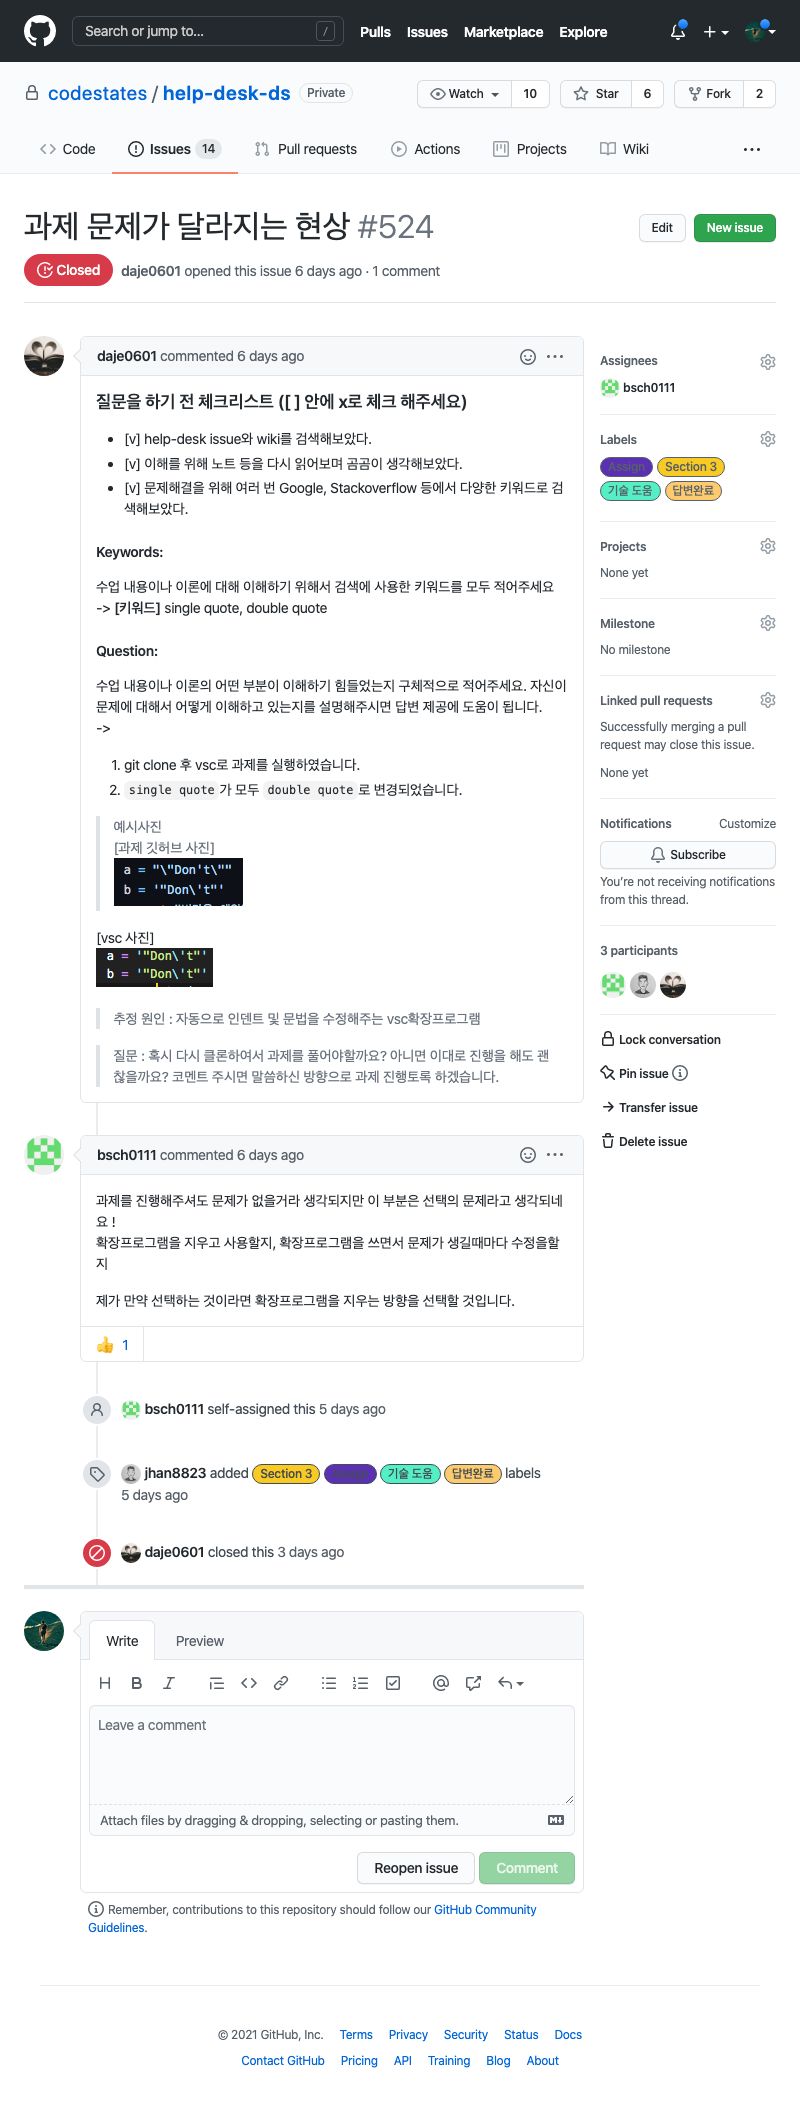 Search or jump to... /
Pulls Issues Marketplace Explore
codestates / help-desk-ds Private
Watch 10 Star 6 Fork 2
Code Issues 14 Pull requests Actions Projects Wiki
과제 문제가 달라지는 현상 #524
Edit New issue
Closed daje0601 opened this issue 6 days ago · 1 comment
daje0601 commented 6 days ago
질문을 하기 전 체크리스트 ([ ] 안에 x로 체크 해주세요)
[v] help-desk issue와 wiki를 검색해보았다.
[v] 이해를 위해 노트 등을 다시 읽어보며 곰곰이 생각해보았다.
[v] 문제해결을 위해 여러 번 Google, Stackoverflow 등에서 다양한 키워드로 검
색해보았다.
Keywords:
수업 내용이나 이론에 대해 이해하기 위해서 검색에 사용한 키워드를 모두 적어주세요
-> [키워드] single quote, double quote
Question:
수업 내용이나 이론의 어떤 부분이 이해하기 힘들었는지 구체적으로 적어주세요. 자신이
문제에 대해서 어떻게 이해하고 있는지를 설명해주시면 답변 제공에 도움이 됩니다.
->
1. git clone 후 vsc로 과제를 실행하였습니다.
2. single quote 가 모두 double quote 로 변경되었습니다.
예시사진
[과제 깃허브 사진]
a = "\"Don't\""
b = '"Don\'t"'
[vsc 사진]
a = '"Don\'t"'
b = '"Don\'t"'
추정 원인 : 자동으로 인덴트 및 문법을 수정해주는 vsc확장프로그램
질문 : 혹시 다시 클론하여서 과제를 풀어야할까요? 아니면 이대로 진행을 해도 괜
찮을까요? 코멘트 주시면 말씀하신 방향으로 과제 진행토록 하겠습니다.
bsch0111 commented 6 days ago
과제를 진행해주셔도 문제가 없을거라 생각되지만 이 부분은 선택의 문제라고 생각되네
요 !
확장프로그램을 지우고 사용할지, 확장프로그램을 쓰면서 문제가 생길때마다 수정을할
지
제가 만약 선택하는 것이라면 확장프로그램을 지우는 방향을 선택할 것입니다.
👍 1
bsch0111 self-assigned this 5 days ago
jhan8823 added Section 3 Assign 기술 도움 답변완료 labels
5 days ago
daje0601 closed this 3 days ago
Assignees
bsch0111
Labels
Assign Section 3
기술 도움 답변완료
Projects
None yet
Milestone
No milestone
Linked pull requests
Successfully merging a pull
request may close this issue.
None yet
Notifications Customize
Subscribe
You're not receiving notifications
from this thread.
3 participants
Lock conversation
Pin issue
Transfer issue
Delete issue
Write Preview
H B I
Leave a comment
Attach files by dragging & dropping, selecting or pasting them.
Reopen issue Comment
Remember, contributions to this repository should follow our GitHub Community
Guidelines.
© 2021 GitHub, Inc. Terms Privacy Security Status Docs
Contact GitHub Pricing API Training Blog About